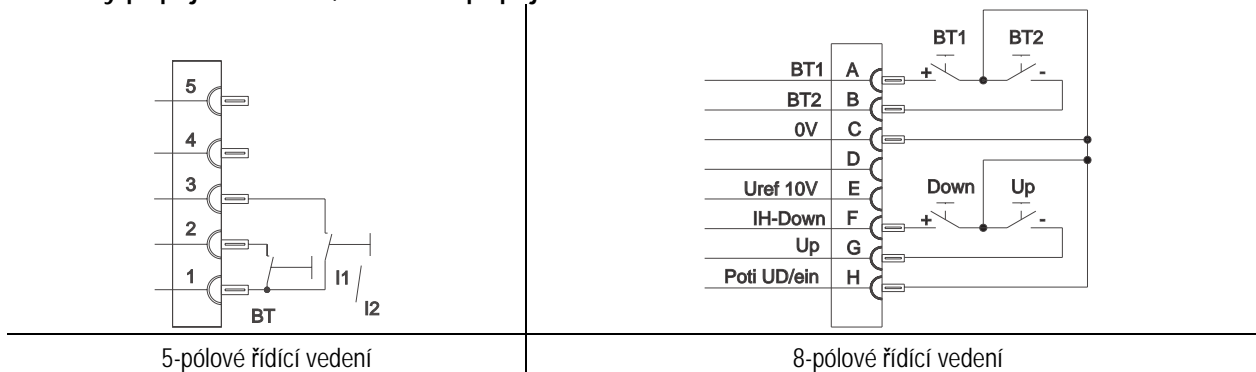 5
4
3
2
1
BT
I1
I2
5-pólové řídící vedení
BT1 BT2
BT1 A + -
BT2 B
0V C
D
Uref 10V E Down Up
IH-Down F + -
Up G
Poti UD/ein H
8-pólové řídící vedení